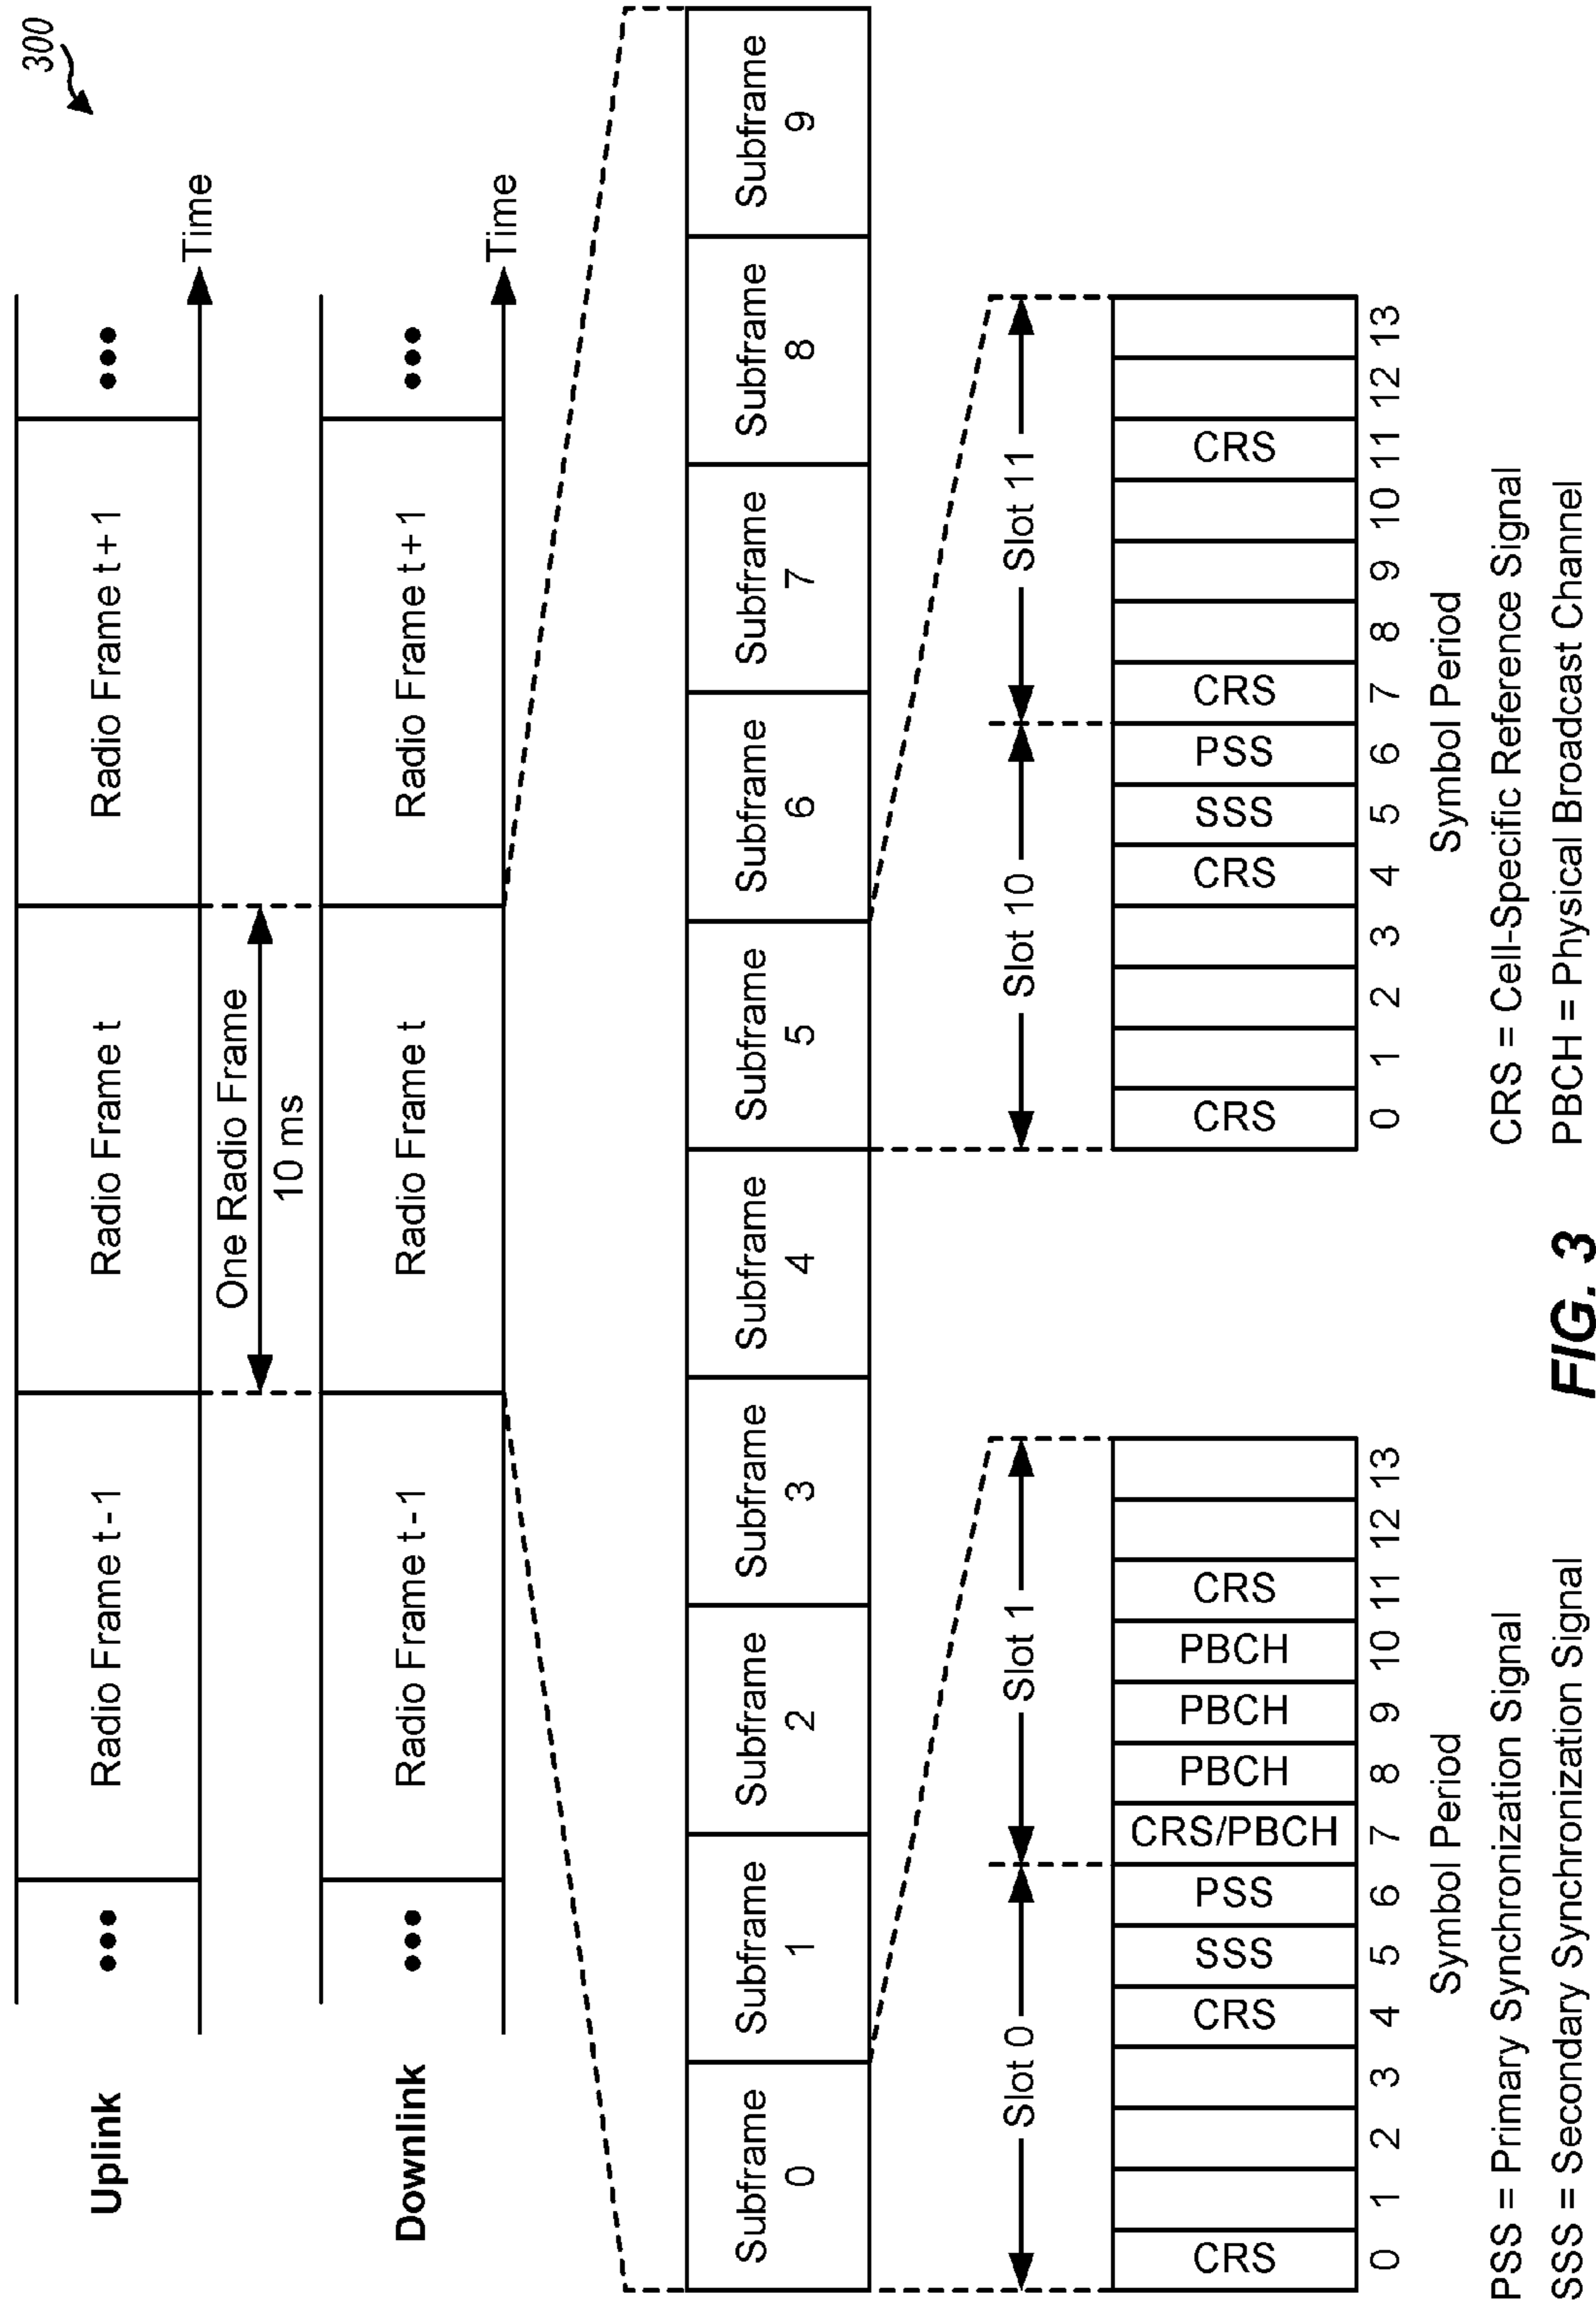 300
Uplink
•••
Radio Frame t-1
Radio Frame t
Radio Frame t+1
•••
Time
One Radio Frame
10 ms
Downlink
•••
Radio Frame t-1
Radio Frame t
Radio Frame t+1
•••
Time
Subframe
0
Subframe
1
Subframe
2
Subframe
3
Subframe
4
Subframe
5
Subframe
6
Subframe
7
Subframe
8
Subframe
9
Slot 0
Slot 1
CRS
SSS
PSS
CRS/PBCH
PBCH
PBCH
PBCH
CRS
CRS
0 1 2 3 4 5 6 7 8 9 10 11 12 13
Symbol Period
Slot 10
Slot 11
CRS
CRS
SSS
PSS
CRS
CRS
0 1 2 3 4 5 6 7 8 9 10 11 12 13
Symbol Period
PSS = Primary Synchronization Signal
SSS = Secondary Synchronization Signal
CRS = Cell-Specific Reference Signal
PBCH = Physical Broadcast Channel
FIG. 3